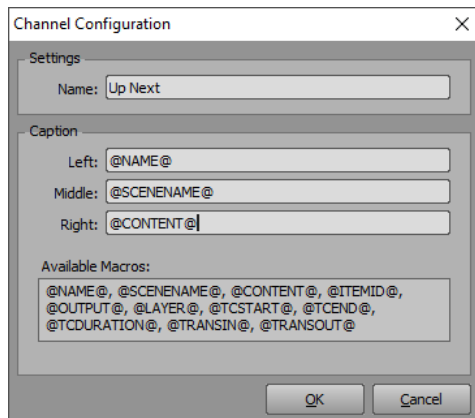 Channel Configuration
Settings
Name: Up Next
Caption
Left: @NAME@
Middle: @SCENENAME@
Right: @CONTENT@
Available Macros:
@NAME@, @SCENENAME@, @CONTENT@, @ITEMID@,
@OUTPUT@, @LAYER@, @TCSTART@, @TCEND@,
@TCDURATION@, @TRANSIN@, @TRANSOUT@
OK Cancel